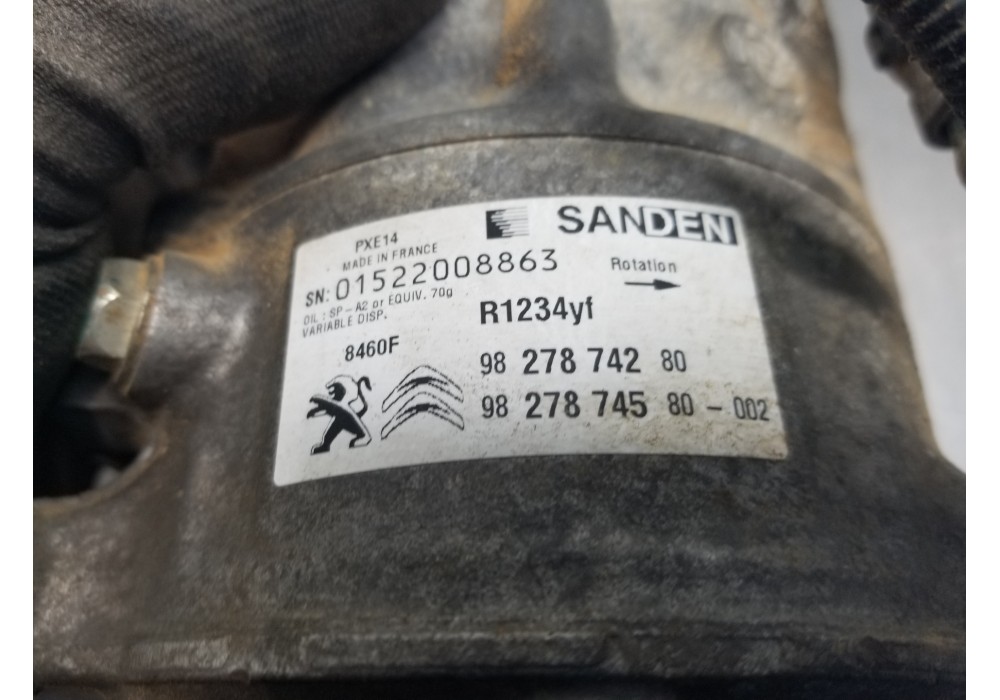 SANDEN
PXE14
MADE IN FRANCE
SN: 01522008863
Rotation
OIL : SP-A2 or EQUIV. 70g
VARIABLE DISP.
R1234yf
8460F
98 278 742 80
98 278 745 80 - 002